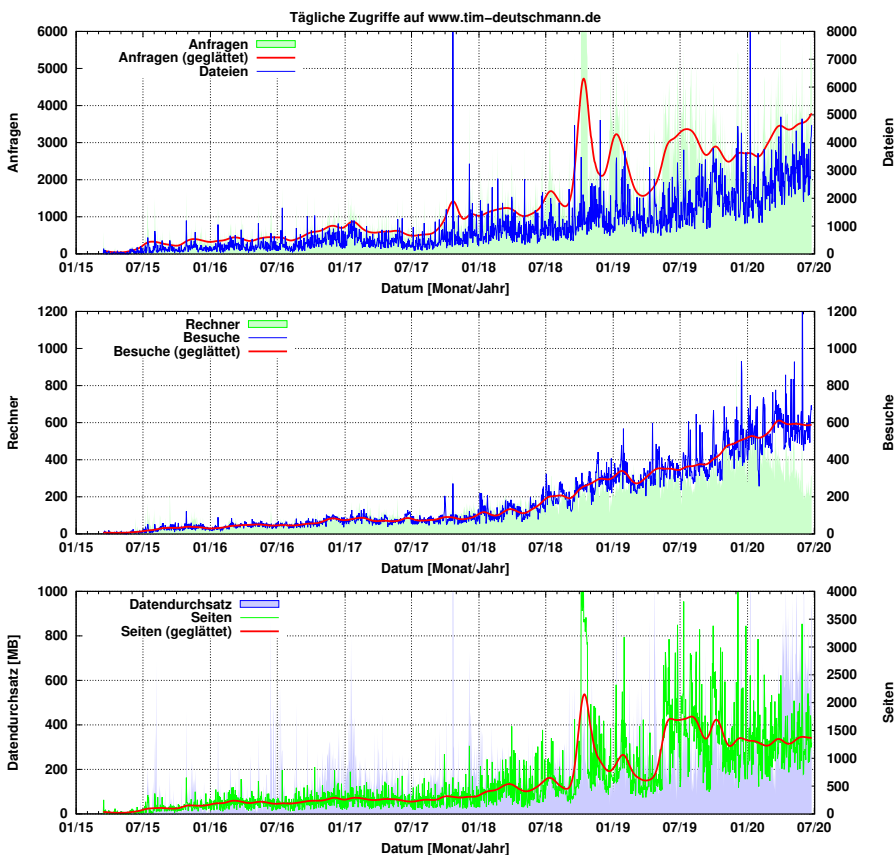 Tägliche Zugriffe auf www.tim-deutschmann.de
Anfragen
Anfragen (geglättet)
Dateien
6000
5000
4000
3000
2000
1000
0
8000
7000
6000
5000
4000
3000
2000
1000
0
Anfragen
Dateien
01/15 07/15 01/16 07/16 01/17 07/17 01/18 07/18 01/19 07/19 01/20 07/20
Datum [Monat/Jahr]
Rechner
Besuche
Besuche (geglättet)
1200
1000
800
600
400
200
0
1200
1000
800
600
400
200
0
Rechner
Besuche
01/15 07/15 01/16 07/16 01/17 07/17 01/18 07/18 01/19 07/19 01/20 07/20
Datum [Monat/Jahr]
Datendurchsatz
Seiten
Seiten (geglättet)
1000
800
600
400
200
0
4000
3500
3000
2500
2000
1500
1000
500
0
Datendurchsatz [MB]
Seiten
01/15 07/15 01/16 07/16 01/17 07/17 01/18 07/18 01/19 07/19 01/20 07/20
Datum [Monat/Jahr]